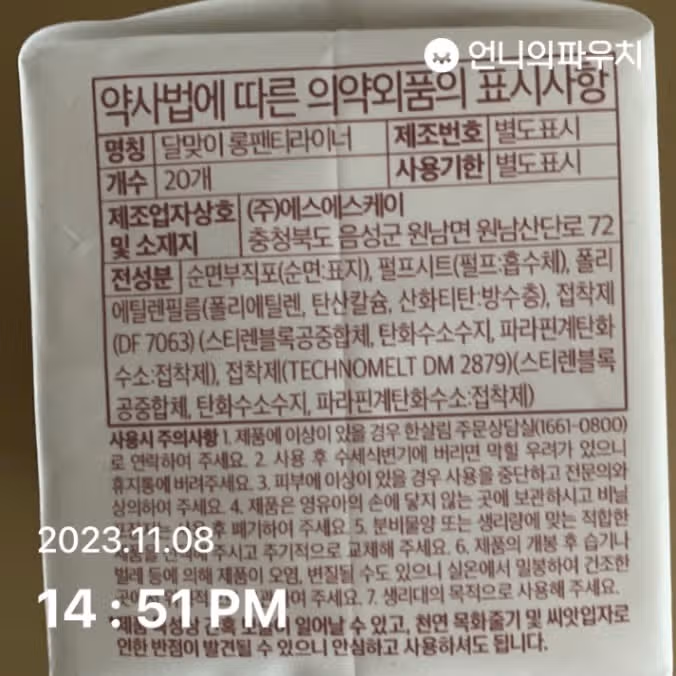 언니의파우치
약사법에 따른 의약외품의 표시사항
명칭 달맞이 롱팬티라이너 제조번호 별도표시
개수 20개 사용기한 별도표시
제조업자상호 (주)에스에스케이
및 소재지 충청북도 음성군 원남면 원남산단로 72
전성분 순면부직포(순면:표지), 펄프시트(펄프:흡수체), 폴리
에틸렌필름(폴리에틸렌, 탄산칼슘, 산화티탄:방수층), 접착제
(DF 7063) (스티렌블록공중합체, 탄화수소수지, 파라핀계탄화
수소:접착제), 접착제(TECHNOMELT DM 2879)(스티렌블록
공중합체, 탄화수소수지, 파라핀계탄화수소:접착제)
사용시 주의사항 1. 제품에 이상이 있을 경우 한살림 주문상담실(1661-0800)
로 연락하여 주세요. 2. 사용 후 수세식변기에 버리면 막힐 우려가 있으니
휴지통에 버려주세요. 3. 피부에 이상이 있을 경우 사용을 중단하고 전문의와
상의하여 주세요. 4. 제품은 영유아의 손에 닿지 않는 곳에 보관하시고 비닐
후 폐기하여 주세요. 5. 분비물양 또는 생리량에 맞는 적합한
주시고 주기적으로 교체해 주세요. 6. 제품의 개봉 후 습기나
벌레 등에 의해 제품이 오염, 변질될 수도 있으니 실온에서 밀봉하여 건조한
주세요. 7. 생리대의 목적으로 사용해 주세요.
일어날 수 있고, 천연 목화줄기 및 씨앗입자로
인한 반점이 발견될 수 있으니 안심하고 사용하셔도 됩니다.
2023.11.08
14 : 51 PM